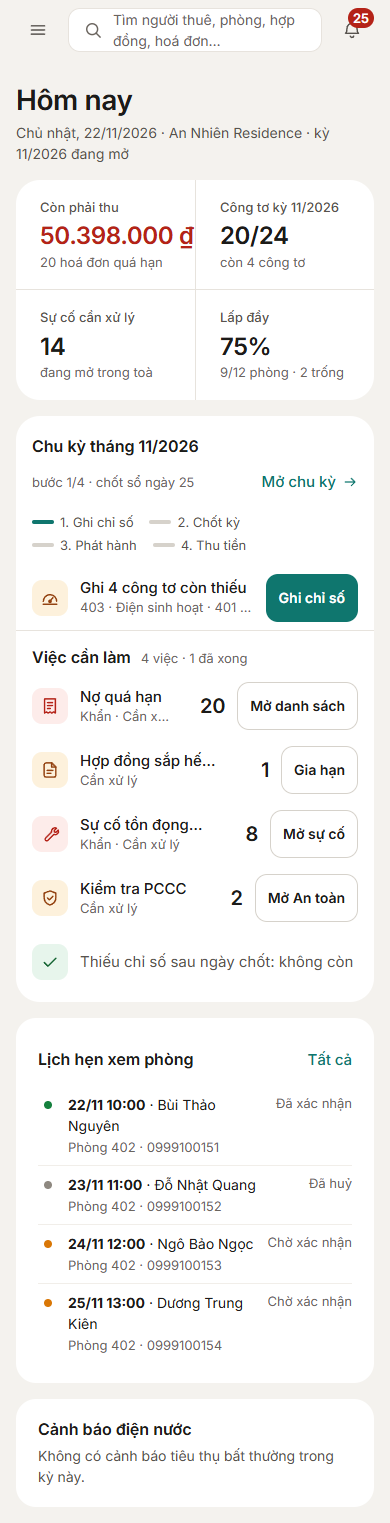 Tìm người thuê, phòng, hợp
đồng, hoá đơn...
25
Hôm nay
Chủ nhật, 22/11/2026 · An Nhiên Residence · kỳ
11/2026 đang mở
Còn phải thu
50.398.000 đ
20 hoá đơn quá hạn
Công tơ kỳ 11/2026
20/24
còn 4 công tơ
Sự cố cần xử lý
14
đang mở trong toà
Lấp đầy
75%
9/12 phòng · 2 trống
Chu kỳ tháng 11/2026
bước 1/4 · chốt sổ ngày 25
Mở chu kỳ →
1. Ghi chỉ số
2. Chốt kỳ
3. Phát hành
4. Thu tiền
Ghi 4 công tơ còn thiếu
403 · Điện sinh hoạt · 401 ...
Ghi chỉ số
Việc cần làm 4 việc · 1 đã xong
Nợ quá hạn
Khẩn · Cần x...
20
Mở danh sách
Hợp đồng sắp hế...
Cần xử lý
1
Gia hạn
Sự cố tồn đọng...
Khẩn · Cần xử lý
8
Mở sự cố
Kiểm tra PCCC
Cần xử lý
2
Mở An toàn
Thiếu chỉ số sau ngày chốt: không còn
Lịch hẹn xem phòng
Tất cả
22/11 10:00 · Bùi Thảo
Nguyên
Đã xác nhận
Phòng 402 · 0999100151
23/11 11:00 · Đỗ Nhật Quang
Đã huỷ
Phòng 402 · 0999100152
24/11 12:00 · Ngô Bảo Ngọc
Chờ xác nhận
Phòng 402 · 0999100153
25/11 13:00 · Dương Trung
Kiên
Chờ xác nhận
Phòng 402 · 0999100154
Cảnh báo điện nước
Không có cảnh báo tiêu thụ bất thường trong
kỳ này.